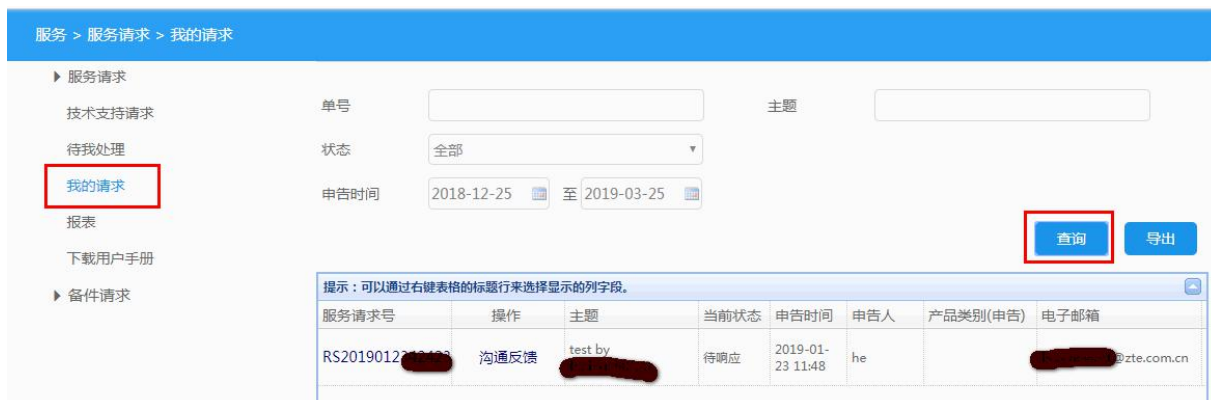 服务 > 服务请求 > 我的请求
服务请求
技术支持请求
待我处理
我的请求
报表
下载用户手册
备件请求
单号
主题
状态 全部
申告时间 2018-12-25 至 2019-03-25
查询 导出
提示：可以通过右键表格的标题行来选择显示的列字段。
服务请求号 操作 主题 当前状态 申告时间 申告人 产品类别(申告) 电子邮箱
沟通反馈 test by 待响应 2019-01- he @zte.com.cn
23 11:48